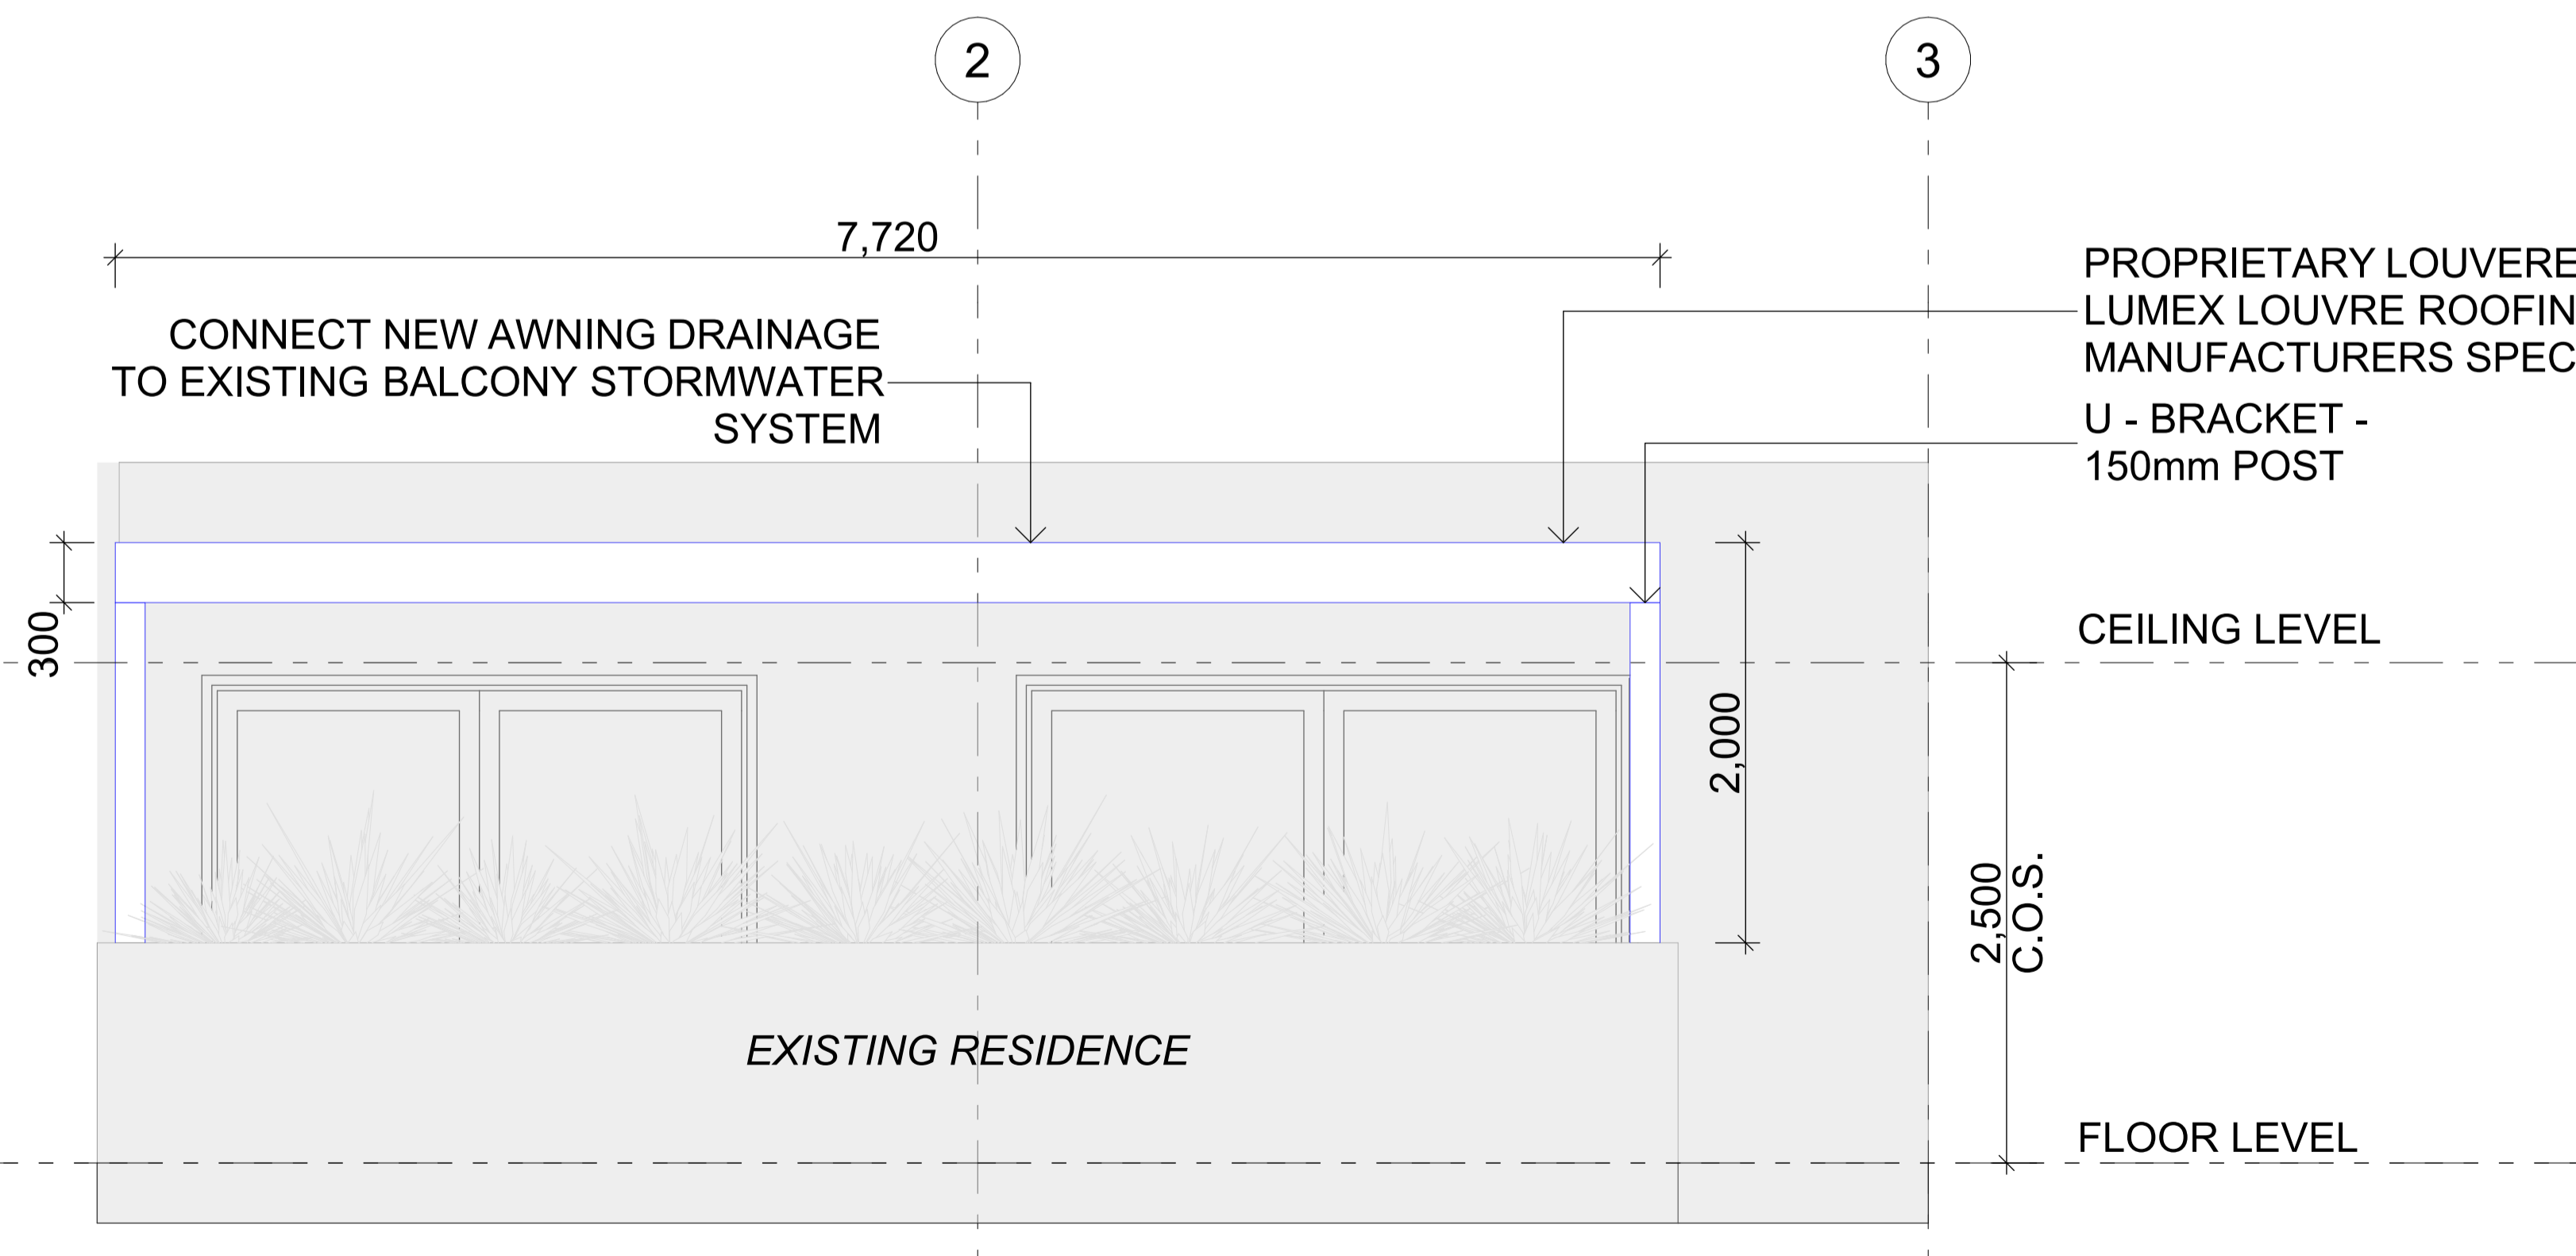 2
3
7,720
CONNECT NEW AWNING DRAINAGE
TO EXISTING BALCONY STORMWATER
SYSTEM
PROPRIETARY LOUVERE
LUMEX LOUVRE ROOFIN
MANUFACTURERS SPEC
U - BRACKET -
150mm POST
300
CEILING LEVEL
2,000
2,500
C.O.S.
EXISTING RESIDENCE
FLOOR LEVEL